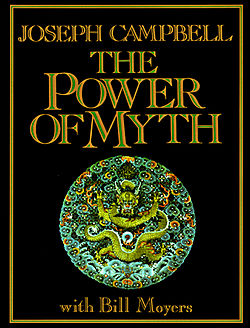 JOSEPH CAMPBELL
THE
POWER
OF MYTH
with Bill Moyers